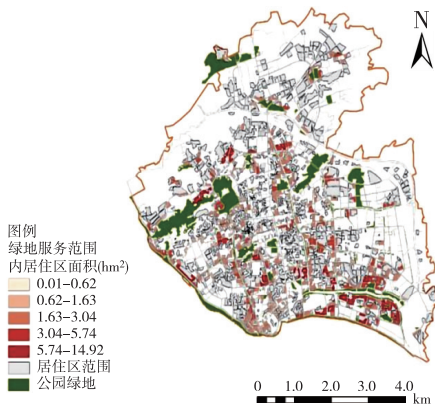 N
图例
绿地服务范围
内居住区面积(hm²)
0.01-0.62
0.62-1.63
1.63-3.04
3.04-5.74
5.74-14.92
居住区范围
公园绿地
0 1.0 2.0 3.0 4.0
km